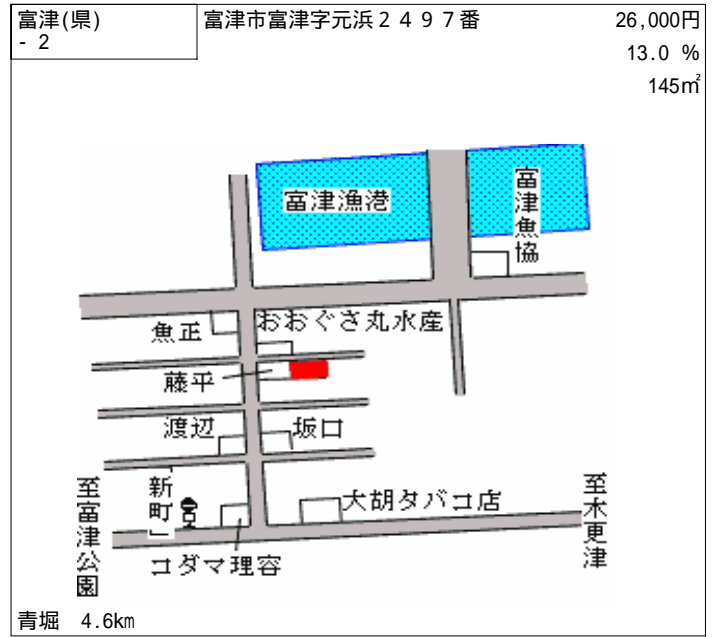 富津(県)
- 2
富津市富津字元浜２４９７番
26,000円
13.0 %
145㎡
富津漁港
富津魚協
魚正
おおぐさ丸水産
藤平
渡辺
坂口
至富津公園
「新町」
大胡タバコ店
至木更津
コダマ理容
青堀 4.6km